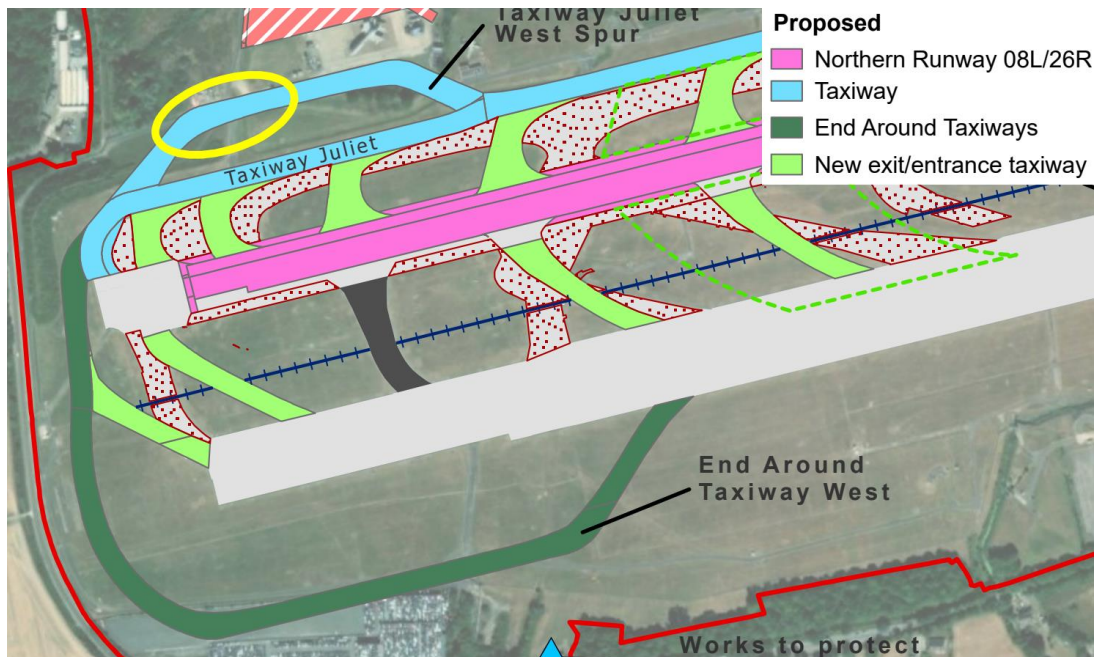 Taxiway Juliet
West Spur
Proposed
Northern Runway 08L/26R
Taxiway
End Around Taxiways
New exit/entrance taxiway
Taxiway Juliet
End Around
Taxiway West
Works to protect